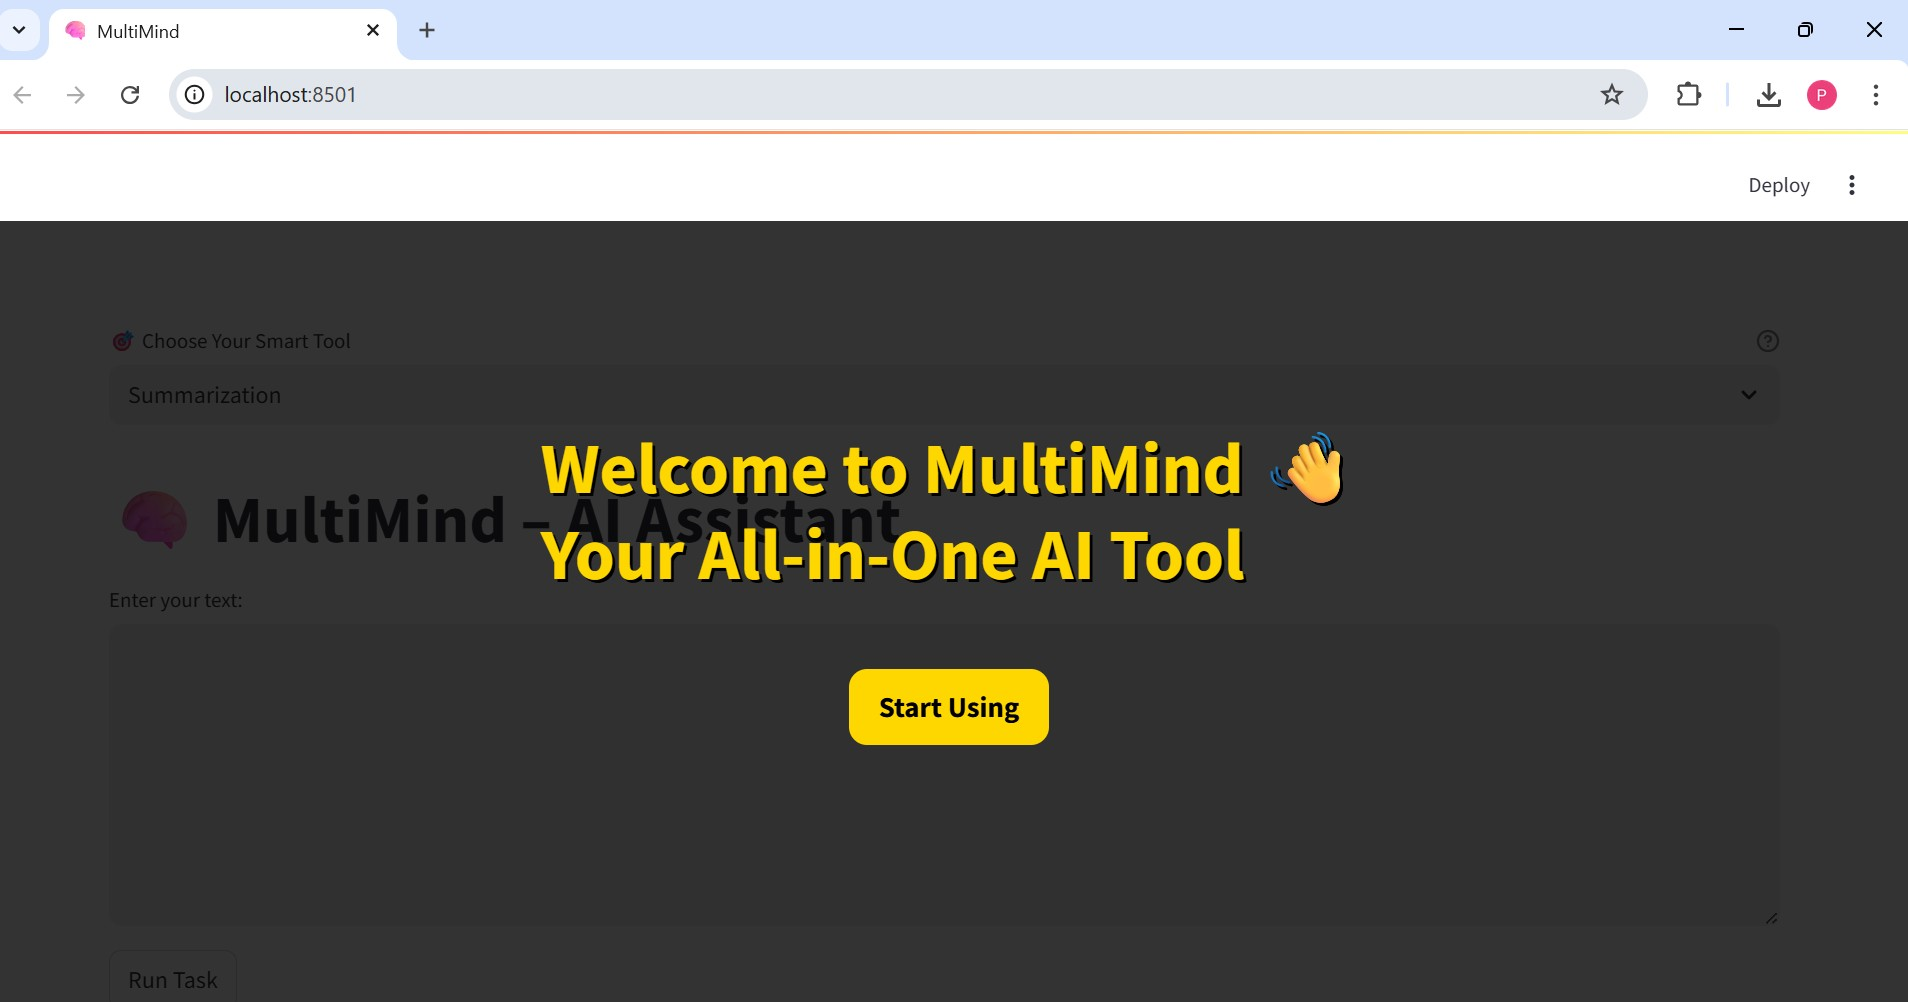 MultiMind
localhost:8501
P
Deploy
Choose Your Smart Tool
Summarization
Welcome to MultiMind 👋
MultiMind – AI Assistant
Your All-in-One AI Tool
Enter your text:
Start Using
Run Task